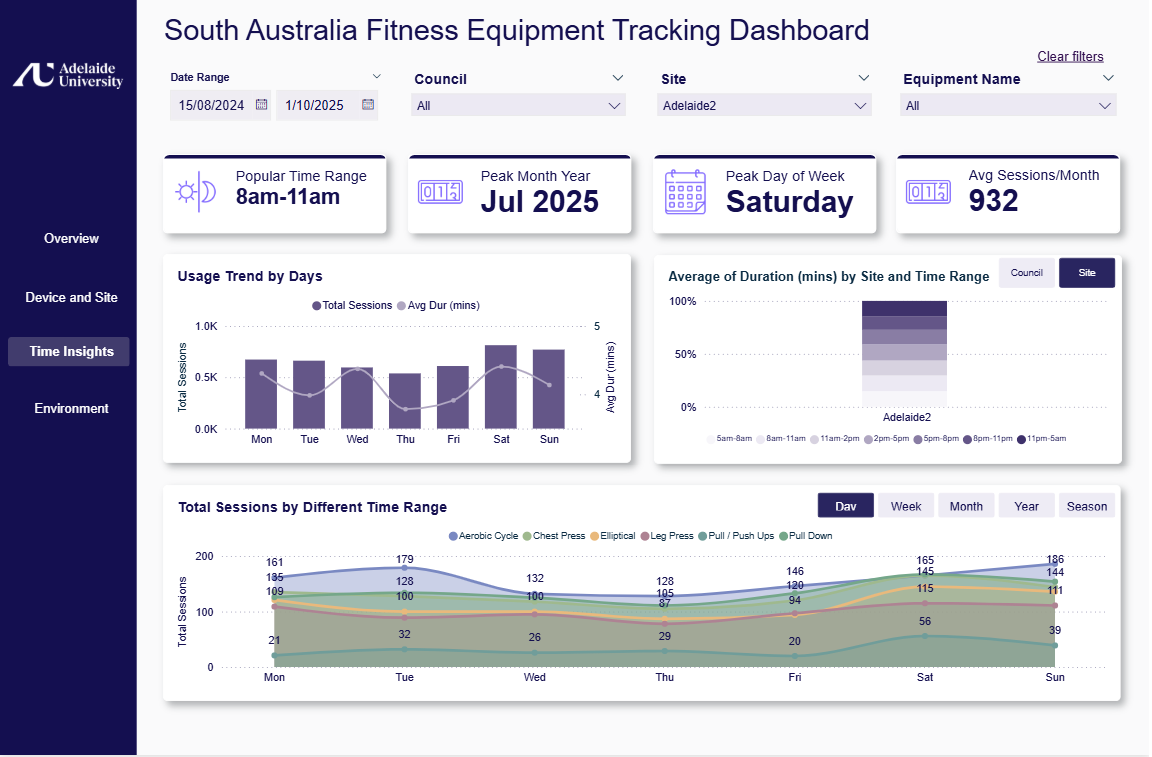 South Australia Fitness Equipment Tracking Dashboard
Adelaide
University
Clear filters
Date Range
Council
Site
Equipment Name
15/08/2024
1/10/2025
All
Adelaide2
All
Popular Time Range
8am-11am
Peak Month Year
Jul 2025
Peak Day of Week
Saturday
Avg Sessions/Month
932
Overview
Device and Site
Time Insights
Environment
Usage Trend by Days
Total Sessions Avg Dur (mins)
Total Sessions
1.0K
0.5K
0.0K
5
4
Avg Dur (mins)
Mon Tue Wed Thu Fri Sat Sun
Average of Duration (mins) by Site and Time Range
Council
Site
100%
50%
0%
Adelaide2
5am-8am 8am-11am 11am-2pm 2pm-5pm 5pm-8pm 8pm-11pm 11pm-5am
Total Sessions by Different Time Range
Day Week Month Year Season
Aerobic Cycle Chest Press Elliptical Leg Press Pull / Push Ups Pull Down
Total Sessions
200
100
0
161 179 132 128 146 165 186
135 128 100 105 120 145 144
109 100 87 94 115 111
21 32 26 29 20 56 39
Mon Tue Wed Thu Fri Sat Sun